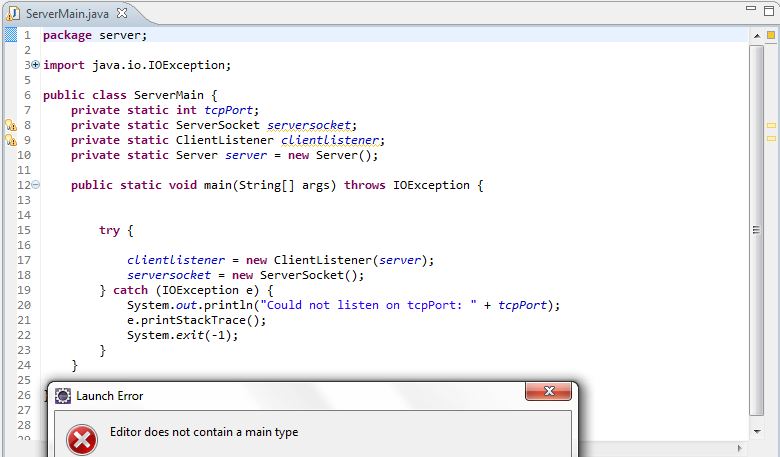 ServerMain.java
1 package server;
2
3 import java.io.IOException;
5
6 public class ServerMain {
7 private static int tcpPort;
8 private static ServerSocket serversocket;
9 private static ClientListener clientlistener;
10 private static Server server = new Server();
11
12 public static void main(String[] args) throws IOException {
13
14
15 try {
16
17 clientlistener = new ClientListener(server);
18 serversocket = new ServerSocket();
19 } catch (IOException e) {
20 System.out.println("Could not listen on tcpPort: " + tcpPort);
21 e.printStackTrace();
22 System.exit(-1);
23 }
24 }
25
26
27
28
29
Launch Error
Editor does not contain a main type